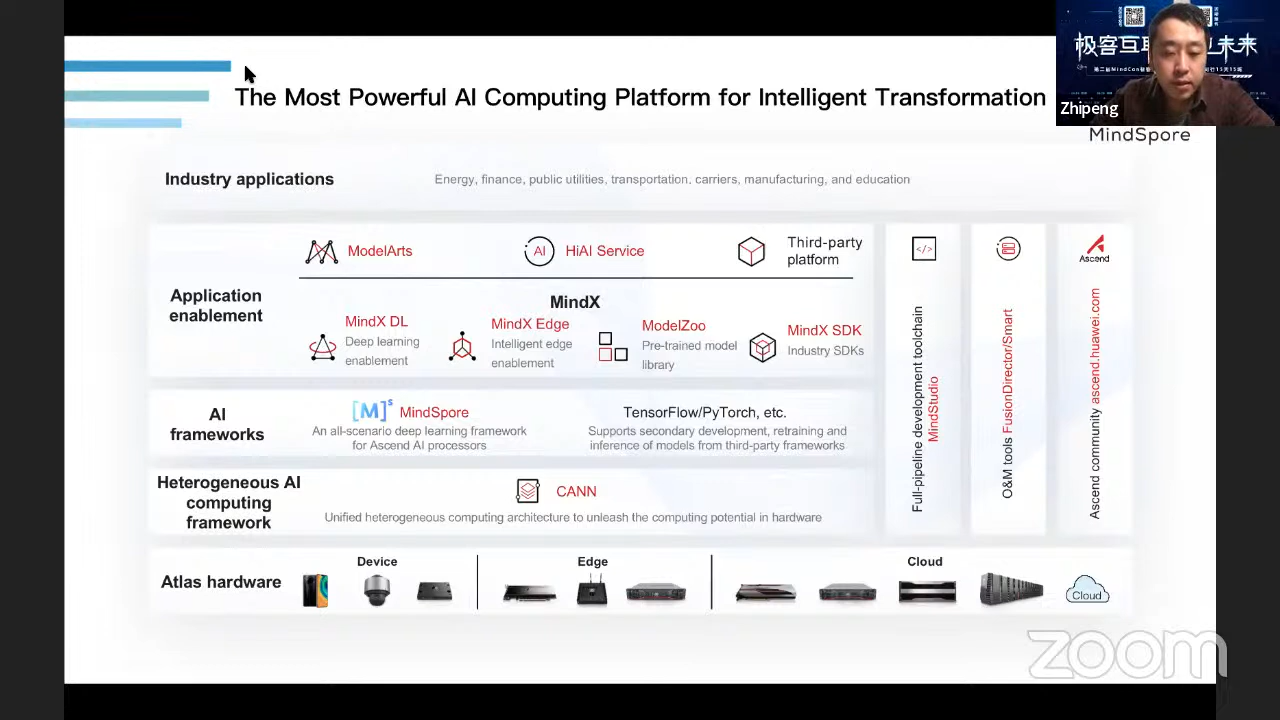 The Most Powerful AI Computing Platform for Intelligent Transformation
Zhipeng
MindSpore
Industry applications
Energy, finance, public utilities, transportation, carriers, manufacturing, and education
Application
enablement
ModelArts
AI
HiAI Service
Third-party
platform
MindX
MindX DL
Deep learning
enablement
MindX Edge
Intelligent edge
enablement
ModelZoo
Pre-trained model
library
MindX SDK
Industry SDKs
AI
frameworks
[M]s
MindSpore
An all-scenario deep learning framework
for Ascend AI processors
TensorFlow/PyTorch, etc.
Supports secondary development, retraining and
inference of models from third-party frameworks
Heterogeneous AI
computing
framework
CANN
Unified heterogeneous computing architecture to unleash the computing potential in hardware
</>
Full-pipeline development toolchain
MindStudio
O&M tools FusionDirector/Smart
Ascend
Ascend community ascend.huawei.com
Atlas hardware
Device
Edge
Cloud
Cloud
zoom
极客互
未来